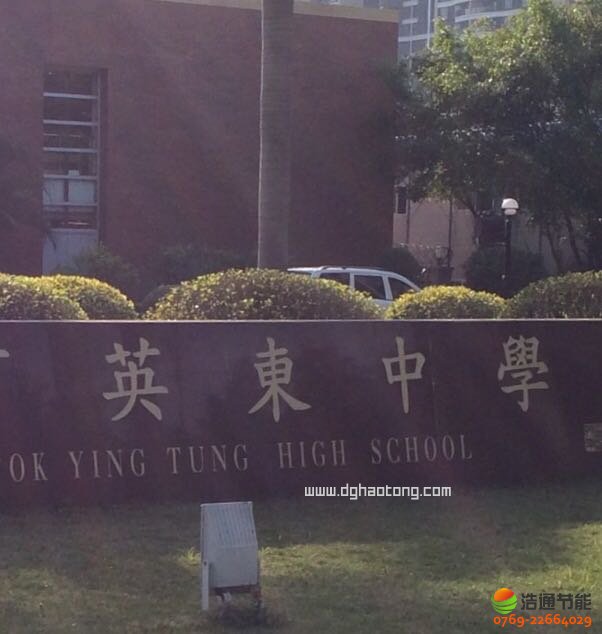 英東中學
OK YING TUNG HIGH SCHOOL
www.dghaotong.com
浩通节能
0769-22664029